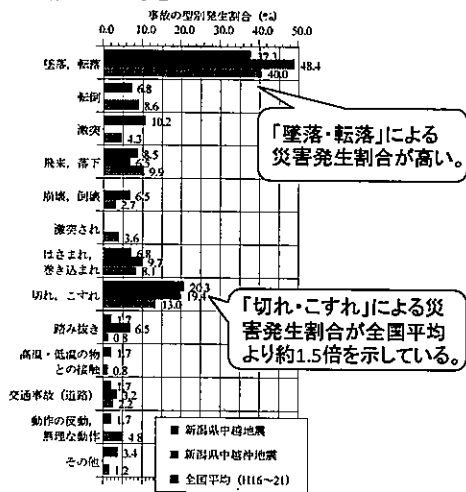 事故の型別発生割合（%）
0.0 10.0 20.0 30.0 40.0 50.0
墜落，転落
37.3
48.4
40.0
転倒
6.8
8.6
激突
10.2
4.3
飛来，落下
8.5
6.5
9.9
崩壊，倒壊
6.5
2.7
激突され
3.6
はさまれ，
巻き込まれ
6.8
9.7
8.1
切れ，こすれ
20.3
19.4
13.0
踏み抜き
1.7
6.5
0.8
高温・低温の物
との接触
1.7
0.8
交通事故（道路）
1.7
3.2
2.2
動作の反動，
無理な動作
1.7
4.8
その他
3.4
1.2
「墜落・転落」による
災害発生割合が高い。
「切れ・こすれ」による災
害発生割合が全国平均
より約1.5倍を示している。
■ 新潟県中越地震
■ 新潟県中越沖地震
■ 全国平均（H16～21）